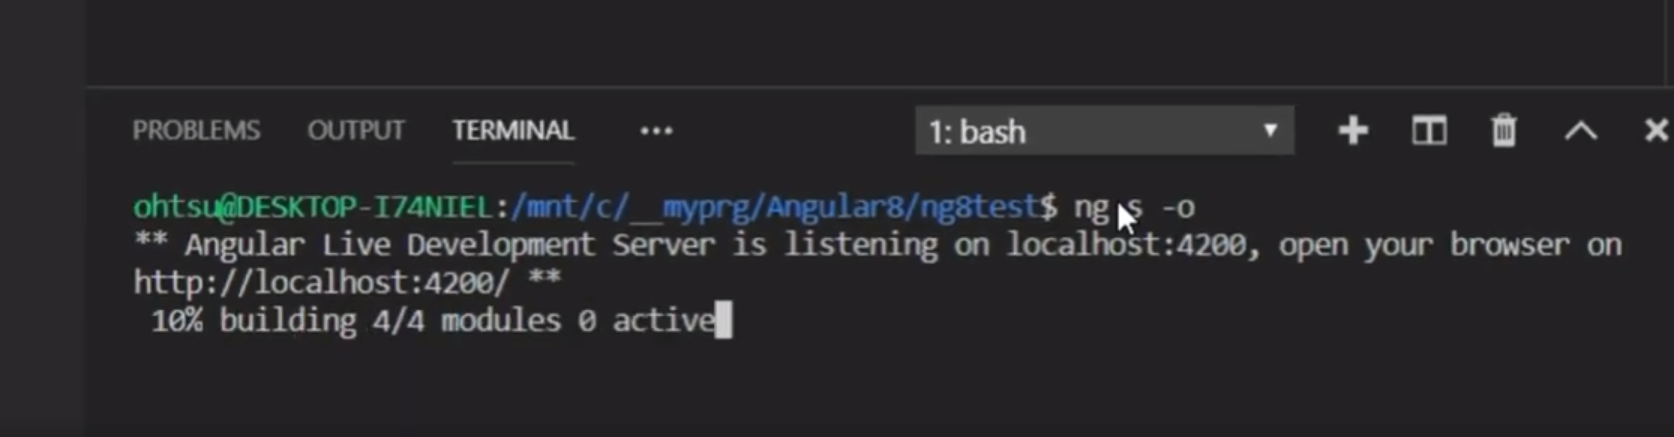 PROBLEMS OUTPUT TERMINAL ••• 1: bash
ohtsu@DESKTOP-I74NIEL:/mnt/c/__myprg/Angular8/ng8test$ ng s -o
** Angular Live Development Server is listening on localhost:4200, open your browser on
http://localhost:4200/ **
10% building 4/4 modules 0 active